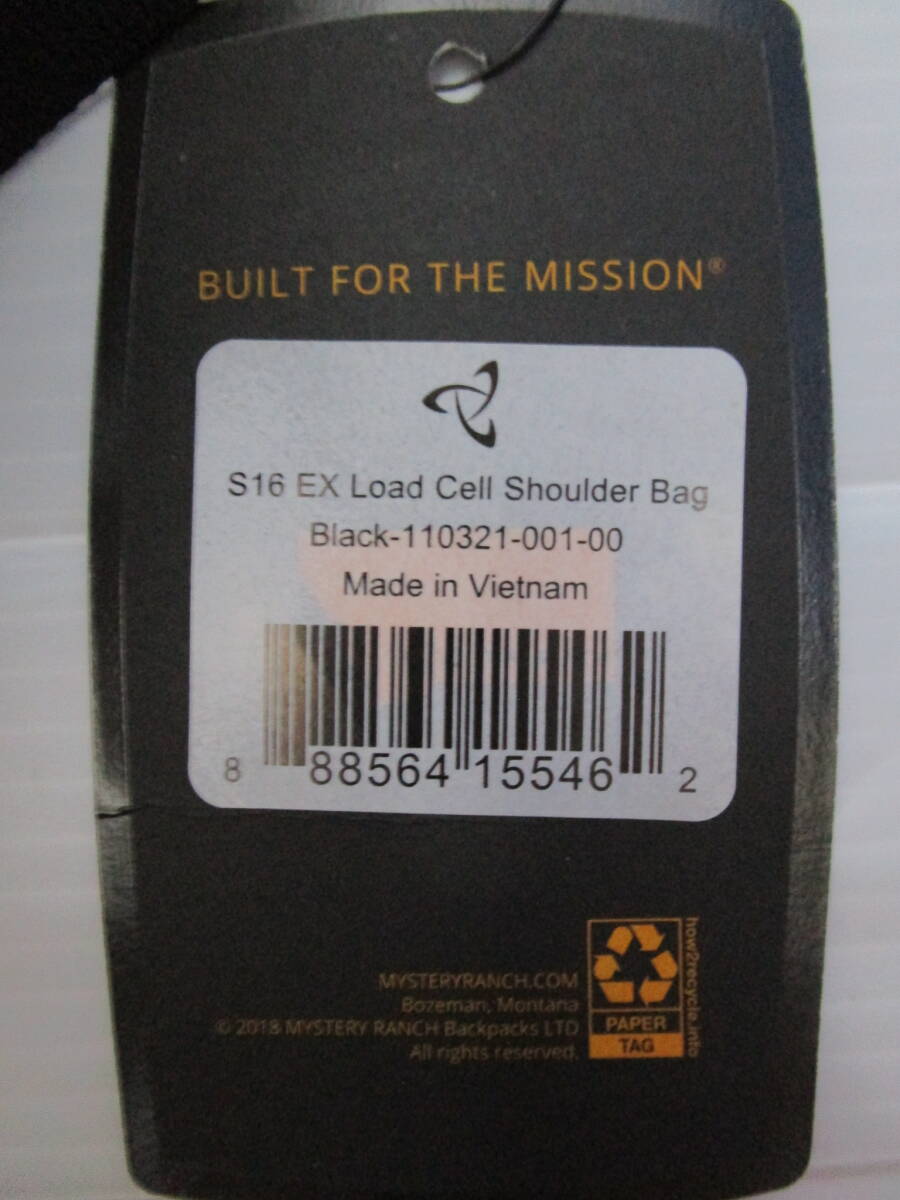 BUILT FOR THE MISSION®
S16 EX Load Cell Shoulder Bag
Black-110321-001-00
Made in Vietnam
8 88564 15546 2
MYSTERYRANCH.COM
Bozeman, Montana
© 2018 MYSTERY RANCH Backpacks LTD
All rights reserved.
how2recycle.info
PAPER
TAG